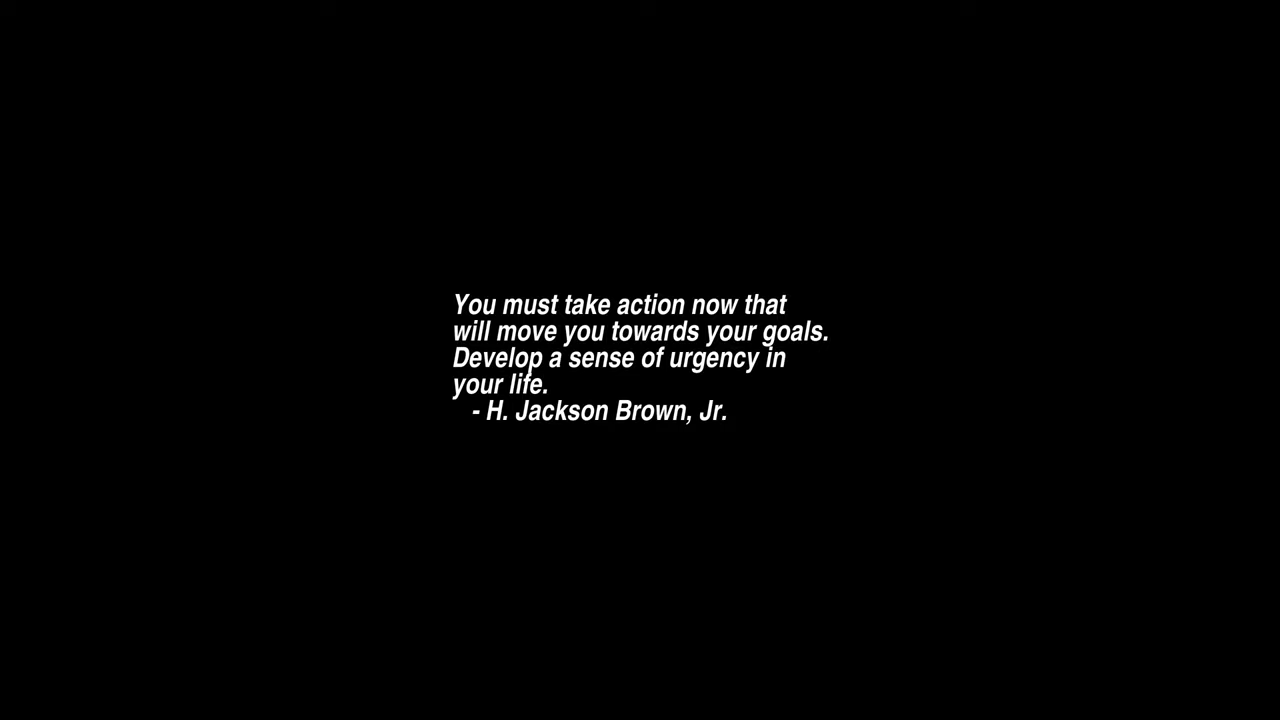 You must take action now that
will move you towards your goals.
Develop a sense of urgency in
your life.
- H. Jackson Brown, Jr.